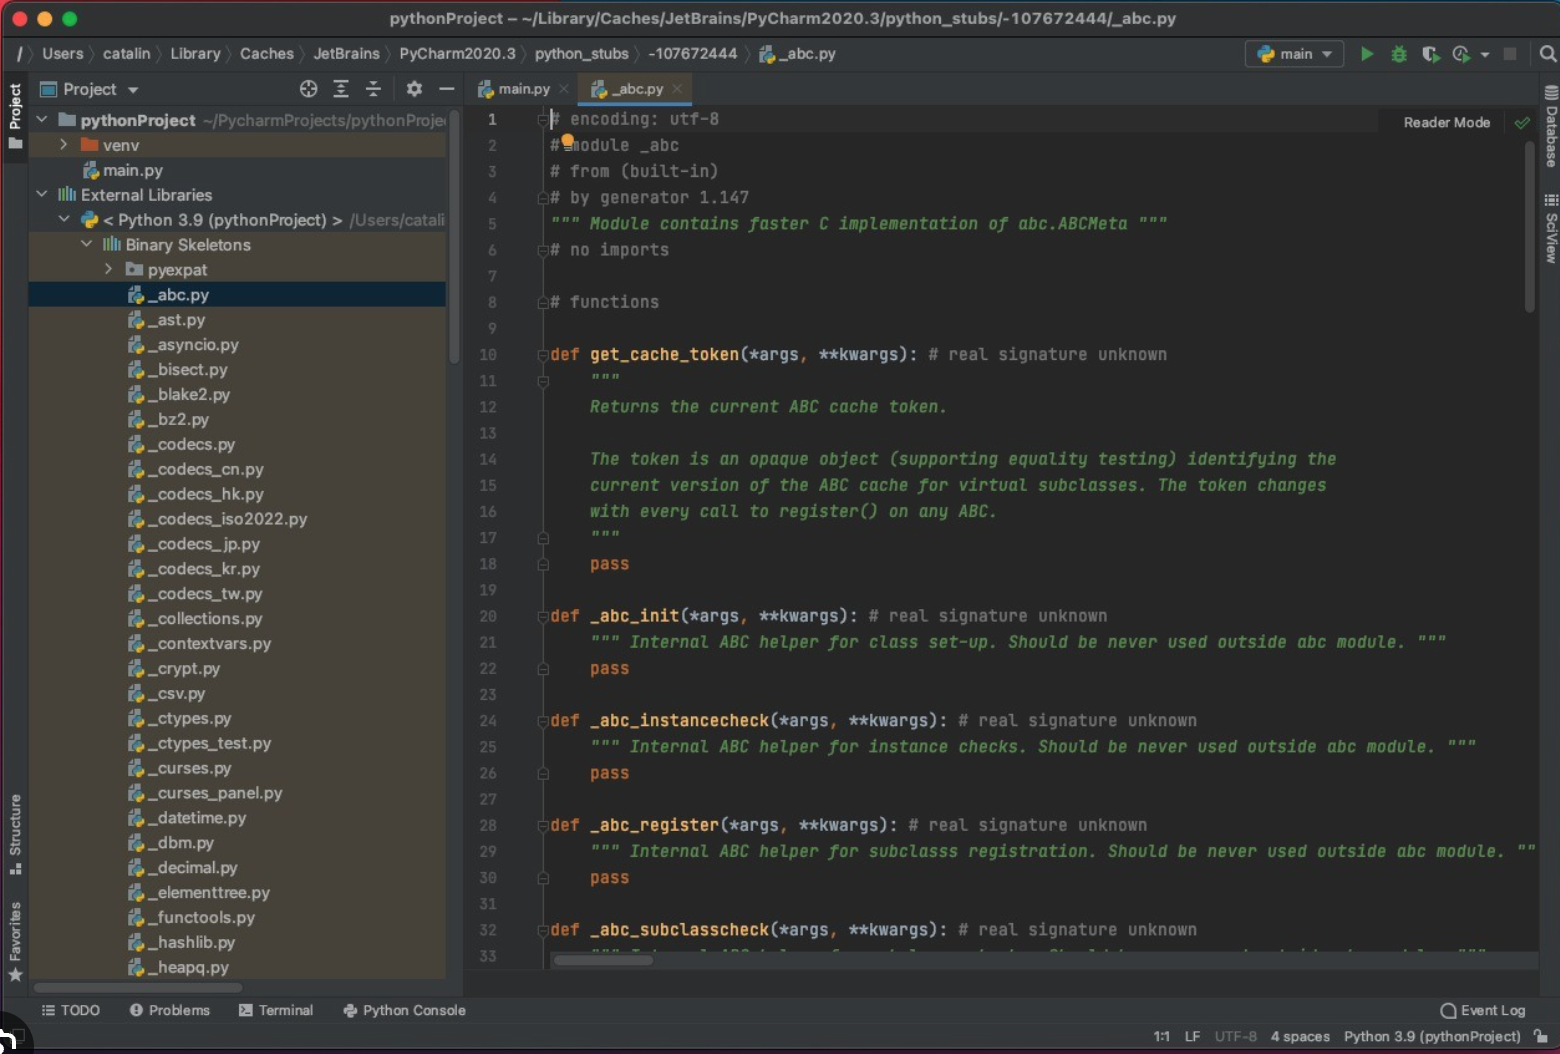 pythonProject – ~/Library/Caches/JetBrains/PyCharm2020.3/python_stubs/-107672444/_abc.py
/ Users catalin Library Caches JetBrains PyCharm2020.3 python_stubs -107672444 _abc.py
main
Project
main.py
_abc.py
Project
Structure
Favorites
pythonProject ~/PycharmProjects/pythonProje
venv
main.py
External Libraries
< Python 3.9 (pythonProject) > /Users/catali
Binary Skeletons
pyexpat
_abc.py
_ast.py
_asyncio.py
_bisect.py
_blake2.py
_bz2.py
_codecs.py
_codecs_cn.py
_codecs_hk.py
_codecs_iso2022.py
_codecs_jp.py
_codecs_kr.py
_codecs_tw.py
_collections.py
_contextvars.py
_crypt.py
_csv.py
_ctypes.py
_ctypes_test.py
_curses.py
_curses_panel.py
_datetime.py
_dbm.py
_decimal.py
_elementtree.py
_functools.py
_hashlib.py
_heapq.py
Reader Mode
1 # encoding: utf-8
2 # module _abc
3 # from (built-in)
4 # by generator 1.147
5 """ Module contains faster C implementation of abc.ABCMeta """
6 # no imports
7
8 # functions
9
10 def get_cache_token(*args, **kwargs): # real signature unknown
11 """
12 Returns the current ABC cache token.
13
14 The token is an opaque object (supporting equality testing) identifying the
15 current version of the ABC cache for virtual subclasses. The token changes
16 with every call to register() on any ABC.
17 """
18 pass
19
20 def _abc_init(*args, **kwargs): # real signature unknown
21 """ Internal ABC helper for class set-up. Should be never used outside abc module. """
22 pass
23
24 def _abc_instancecheck(*args, **kwargs): # real signature unknown
25 """ Internal ABC helper for instance checks. Should be never used outside abc module. """
26 pass
27
28 def _abc_register(*args, **kwargs): # real signature unknown
29 """ Internal ABC helper for subclasss registration. Should be never used outside abc module. ""
30 pass
31
32 def _abc_subclasscheck(*args, **kwargs): # real signature unknown
33
Database
SciView
TODO
Problems
Terminal
Python Console
Event Log
1:1 LF UTF-8 4 spaces Python 3.9 (pythonProject)